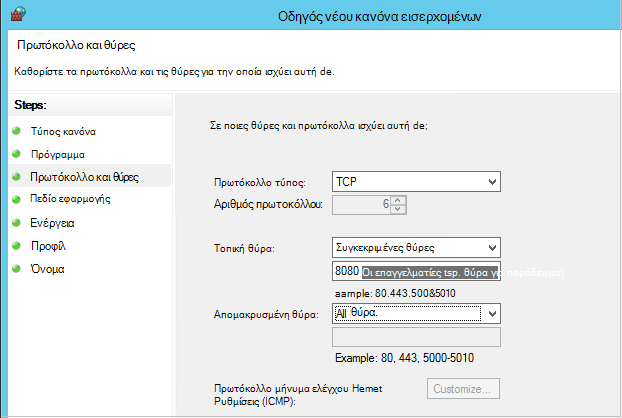 Οδηγός νέου κανόνα εισερχομένων
Πρωτόκολλο και θύρες
Καθορίστε τα πρωτόκολλα και τις θύρες για την οποία ισχύει αυτή de.
Steps:
Τύπος κανόνα
Πρόγραμμα
Πρωτόκολλο και θύρες
Πεδίο εφαρμογής
Ενέργεια
Προφίλ
Όνομα
Σε ποιες θύρες και πρωτόκολλα ισχύει αυτή de;
Πρωτόκολλο τύπος: TCP
Αριθμός πρωτοκόλλου: 6
Τοπική θύρα: Συγκεκριμένες θύρες
8080 Οι επαγγελματίες tsp. θύρα για παράδειγμα)
aample: 80.443.500&5010
Απομακρυσμένη θύρα: All θύρα.
Example: 80, 443, 5000-5010
Πρωτόκολλο μήνυμα ελέγχου Hemet
Ρυθμίσεις (ICMP): Customize...